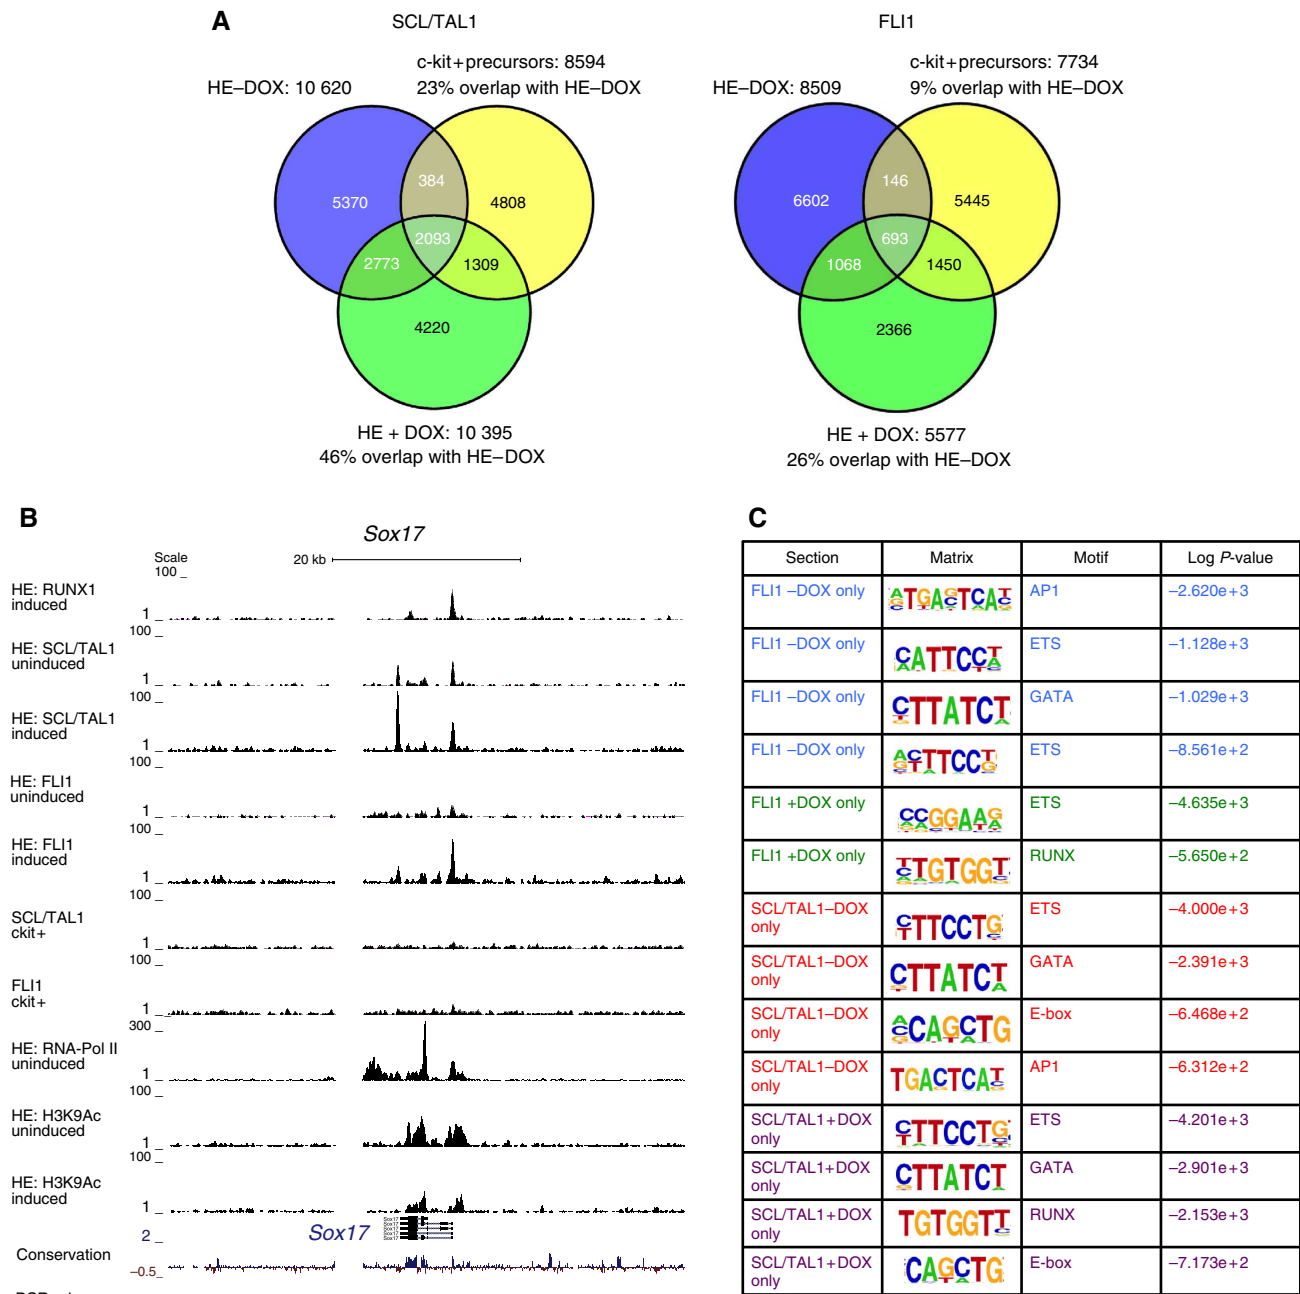 A
SCL/TAL1
FLI1
c-kit+precursors: 8594
HE–DOX: 10 620
23% overlap with HE–DOX
c-kit+precursors: 7734
HE–DOX: 8509
9% overlap with HE–DOX
384
5370
4808
2093
2773
1309
4220
146
6602
5445
693
1068
1450
2366
HE + DOX: 10 395
46% overlap with HE–DOX
HE + DOX: 5577
26% overlap with HE–DOX
B
Sox17
Scale
20 kb
100 _
HE: RUNX1
induced
1 _
100 _
HE: SCL/TAL1
uninduced
1 _
100 _
HE: SCL/TAL1
induced
1 _
100 _
HE: FLI1
uninduced
1 _
100 _
HE: FLI1
induced
1 _
100 _
SCL/TAL1
ckit+
1 _
100 _
FLI1
ckit+
1 _
300 _
HE: RNA-Pol II
uninduced
1 _
100 _
HE: H3K9Ac
uninduced
1 _
100 _
HE: H3K9Ac
induced
1 _
Sox17
Sox17
Sox17
Sox17
Sox17
Sox17
2 _
Conservation
–0.5_
C
Section Matrix Motif Log P-value
FLI1 –DOX only AP1 –2.620e+3
FLI1 –DOX only CATTCCT ETS –1.128e+3
FLI1 –DOX only CTTATCT GATA –1.029e+3
FLI1 –DOX only ETS –8.561e+2
FLI1 +DOX only CCGGAAG ETS –4.635e+3
FLI1 +DOX only TTGTGGT RUNX –5.650e+2
SCL/TAL1–DOX
only CTTCCTG ETS –4.000e+3
SCL/TAL1–DOX
only CTTATCT GATA –2.391e+3
SCL/TAL1–DOX
only ACAGCTG E-box –6.468e+2
SCL/TAL1–DOX
only TGACTCAT AP1 –6.312e+2
SCL/TAL1+DOX
only CTTCCTG ETS –4.201e+3
SCL/TAL1+DOX
only CTTATCT GATA –2.901e+3
SCL/TAL1+DOX
only TGTGGTT RUNX –2.153e+3
SCL/TAL1+DOX
only CAGCTG E-box –7.173e+2